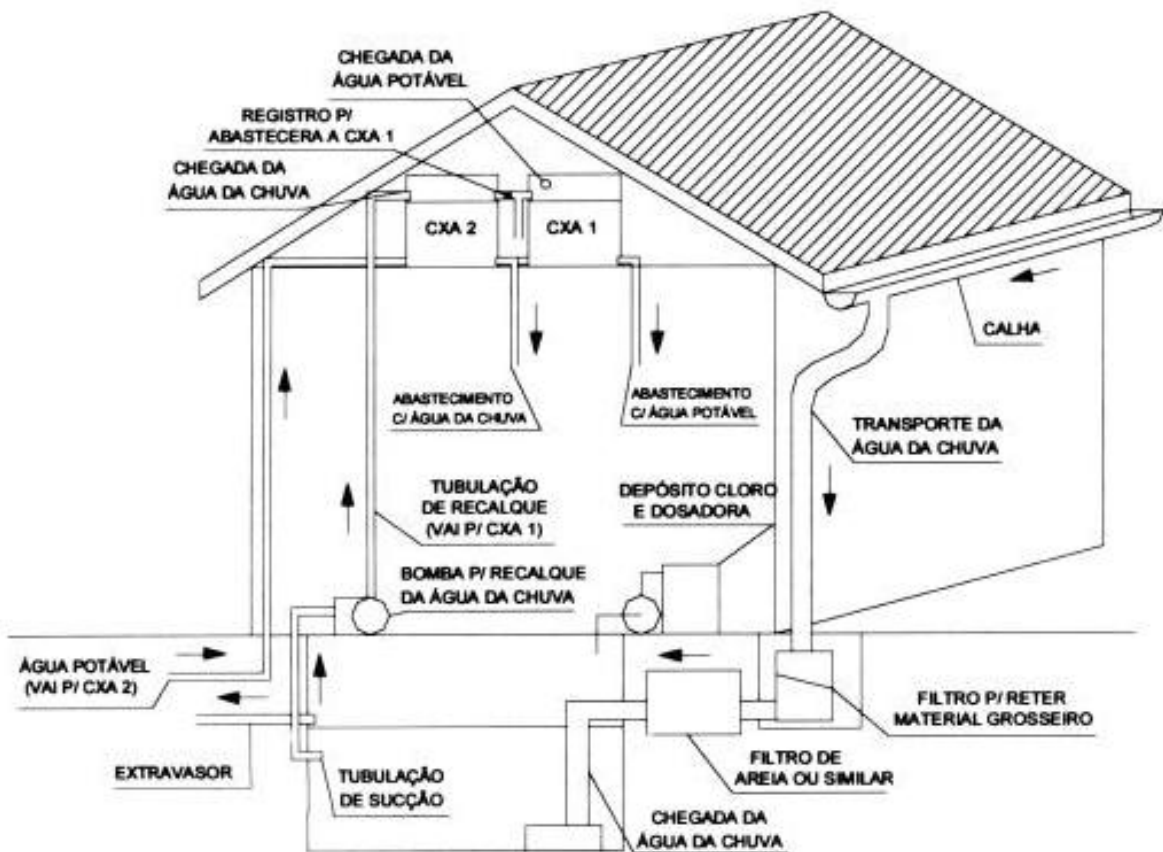 CHEGADA DA
ÁGUA POTÁVEL
REGISTRO P/
ABASTECERA A CXA 1
CHEGADA DA
ÁGUA DA CHUVA
CXA 2
CXA 1
CALHA
ABASTECIMENTO
C/ ÁGUA DA CHUVA
ABASTECIMENTO
C/ ÁGUA POTÁVEL
TRANSPORTE DA
ÁGUA DA CHUVA
TUBULAÇÃO
DE RECALQUE
(VAI P/ CXA 1)
DEPÓSITO CLORO
E DOSADORA
BOMBA P/ RECALQUE
DA ÁGUA DA CHUVA
ÁGUA POTÁVEL
(VAI P/ CXA 2)
FILTRO P/ RETER
MATERIAL GROSSEIRO
EXTRAVASOR
TUBULAÇÃO
DE SUCÇÃO
FILTRO DE
AREIA OU SIMILAR
CHEGADA DA
ÁGUA DA CHUVA